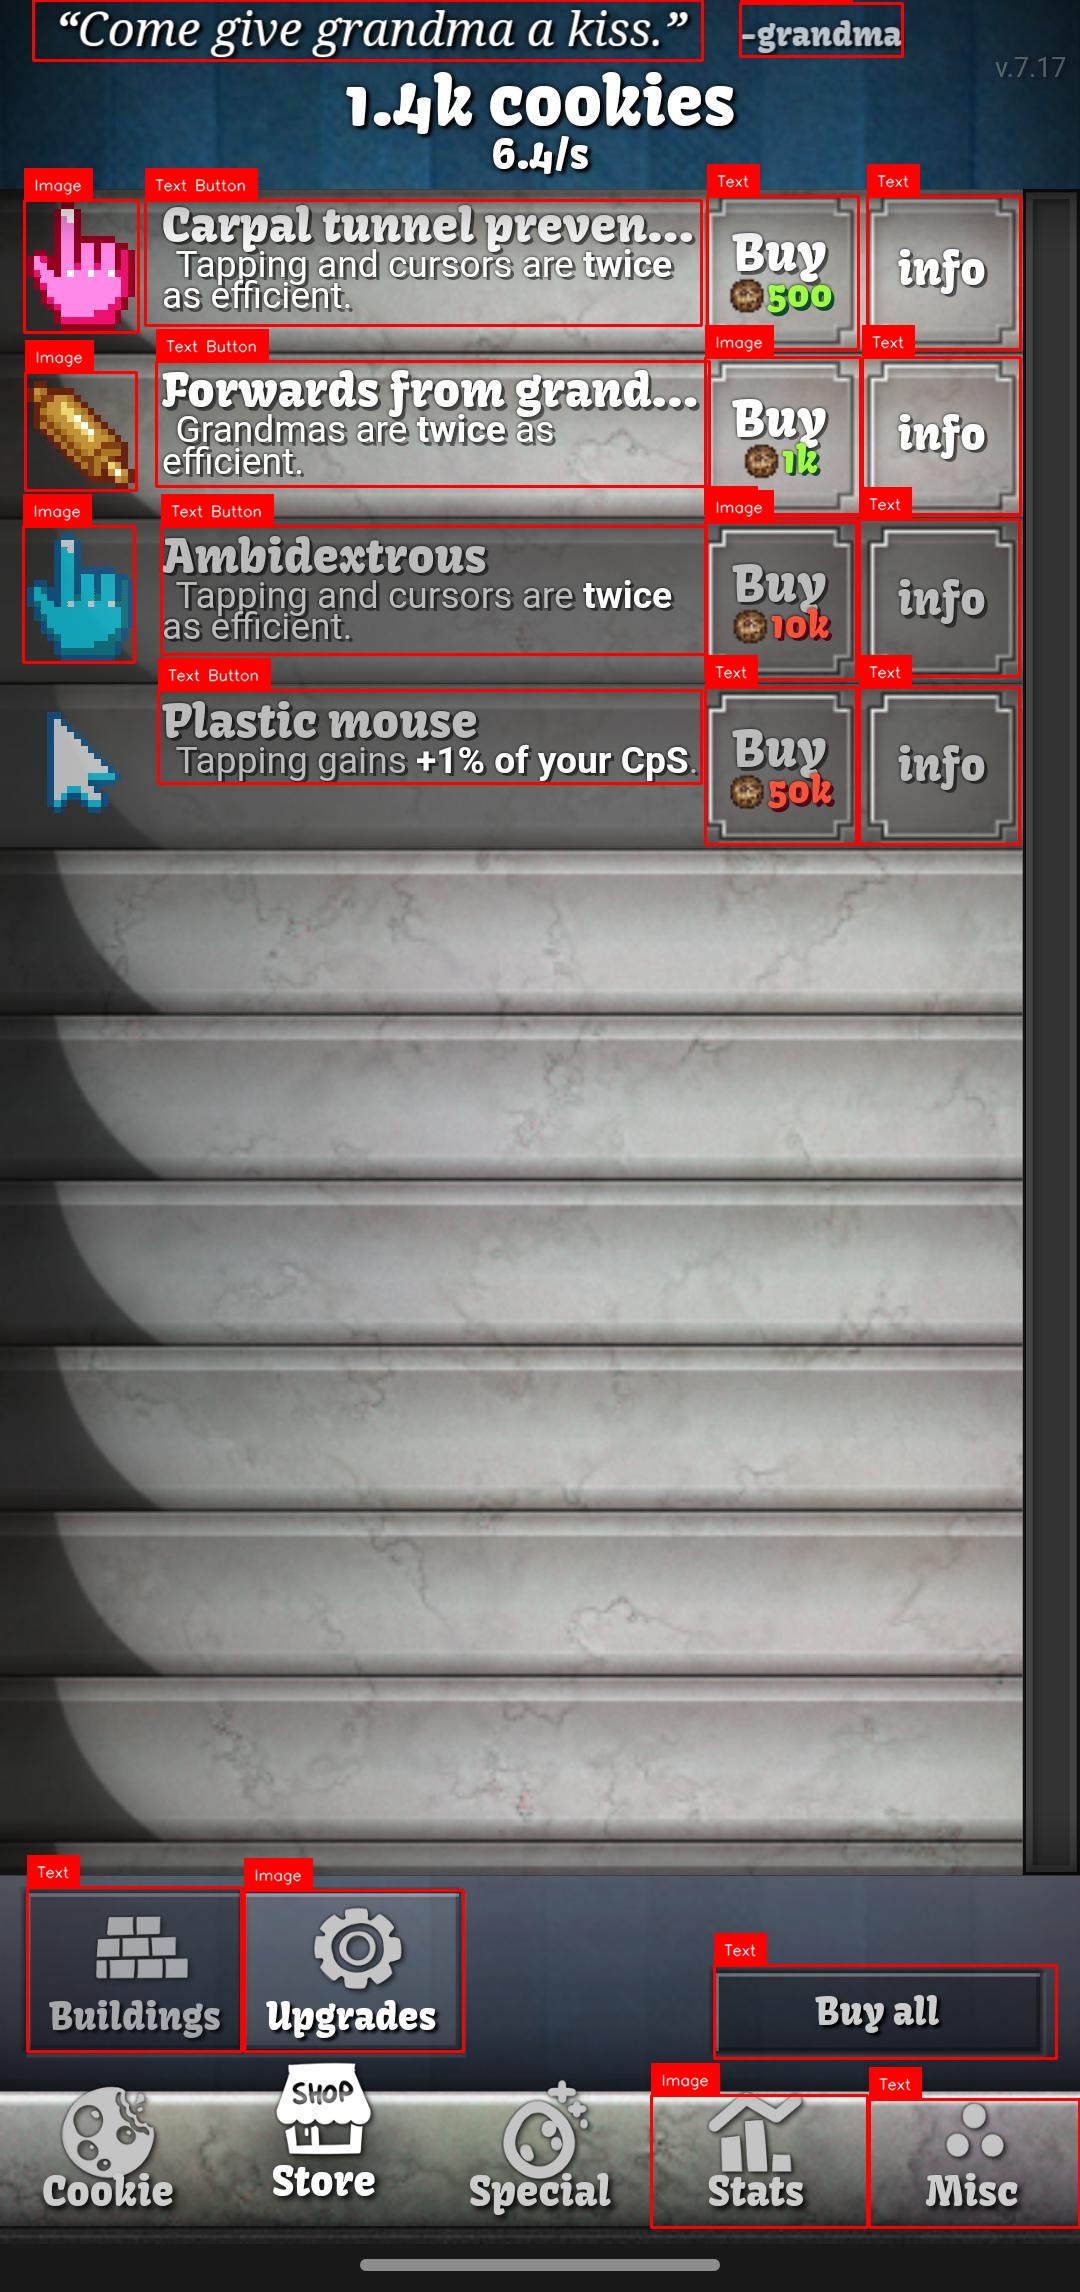 “Come give grandma a kiss.” -grandma
v.7.17
1.4k cookies
6.4/s
Image
Text Button
Text
Text
Carpal tunnel preven...
Tapping and cursors are twice
as efficient.
Buy
500
info
Image
Text Button
Image
Text
Forwards from grand...
Grandmas are twice as
efficient.
Buy
1k
info
Image
Text Button
Image
Text
Ambidextrous
Tapping and cursors are twice
as efficient.
Buy
10k
info
Text Button
Text
Text
Plastic mouse
Tapping gains +1% of your CpS.
Buy
50k
info
Text
Image
Buildings
Upgrades
Text
Buy all
Image
Text
SHOP
Cookie
Store
Special
Stats
Misc